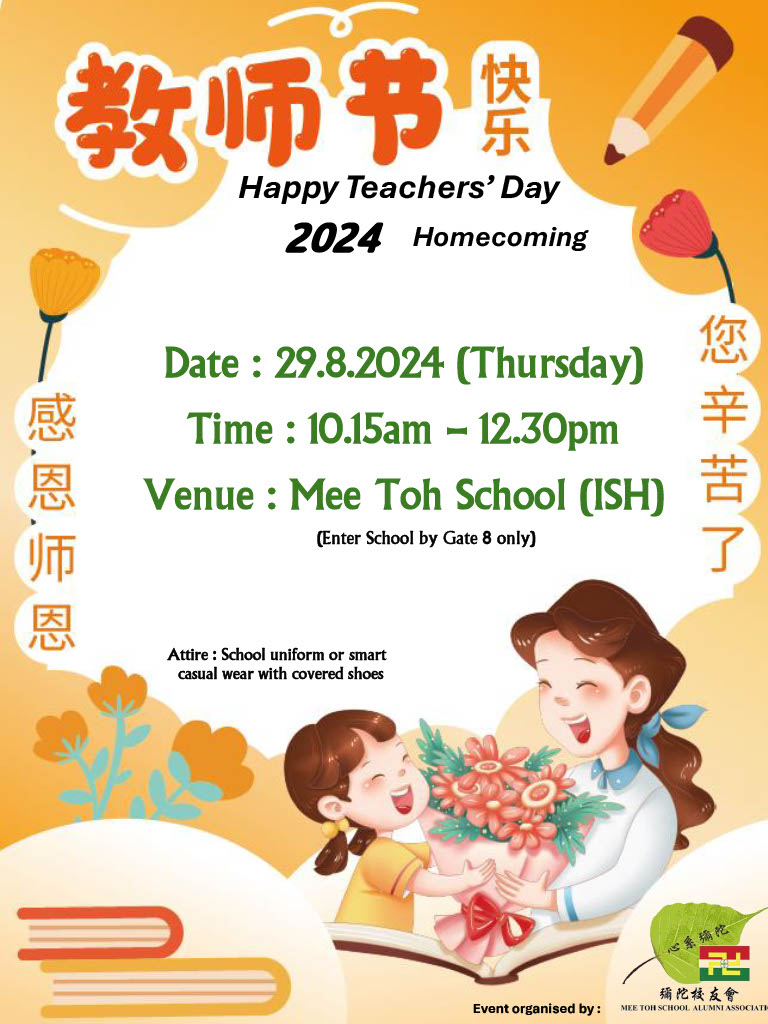 教师节
快乐
Happy Teachers’ Day
2024 Homecoming
Date : 29.8.2024 (Thursday)
Time : 10.15am – 12.30pm
Venue : Mee Toh School (ISH)
(Enter School by Gate 8 only)
感恩师恩
您辛苦了
Attire : School uniform or smart
casual wear with covered shoes
心系彌陀
彌陀校友會
Event organised by :
MEE TOH SCHOOL ALUMNI ASSOCIATI